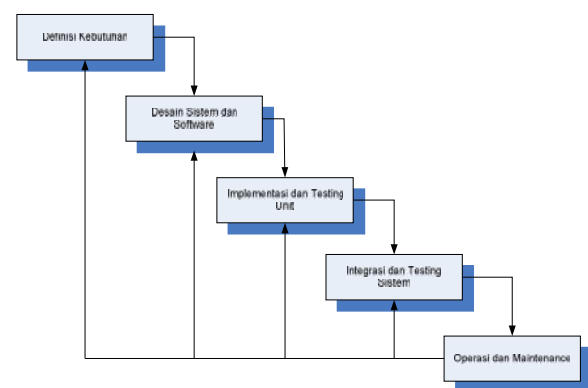 Definisi Kebutuhan
Desain Sistem dan
Software
Implementasi dan Testing
Unit
Integrasi dan Testing
Sistem
Operasi dan Maintenance